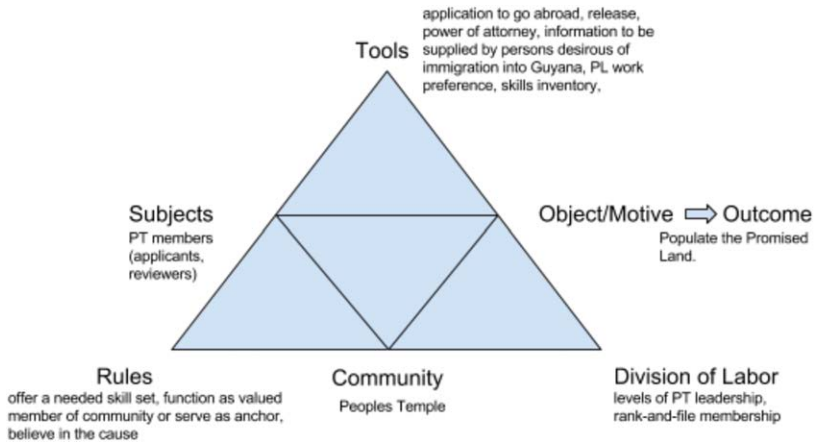 application to go abroad, release,
power of attorney, information to be
Tools supplied by persons desirous of
immigration into Guyana, PL work
preference, skills inventory,
Subjects
PT members
(applicants,
reviewers)
Object/Motive Outcome
Populate the Promised
Land.
Rules
offer a needed skill set, function as valued
member of community or serve as anchor,
believe in the cause
Community
Peoples Temple
Division of Labor
levels of PT leadership,
rank-and-file membership